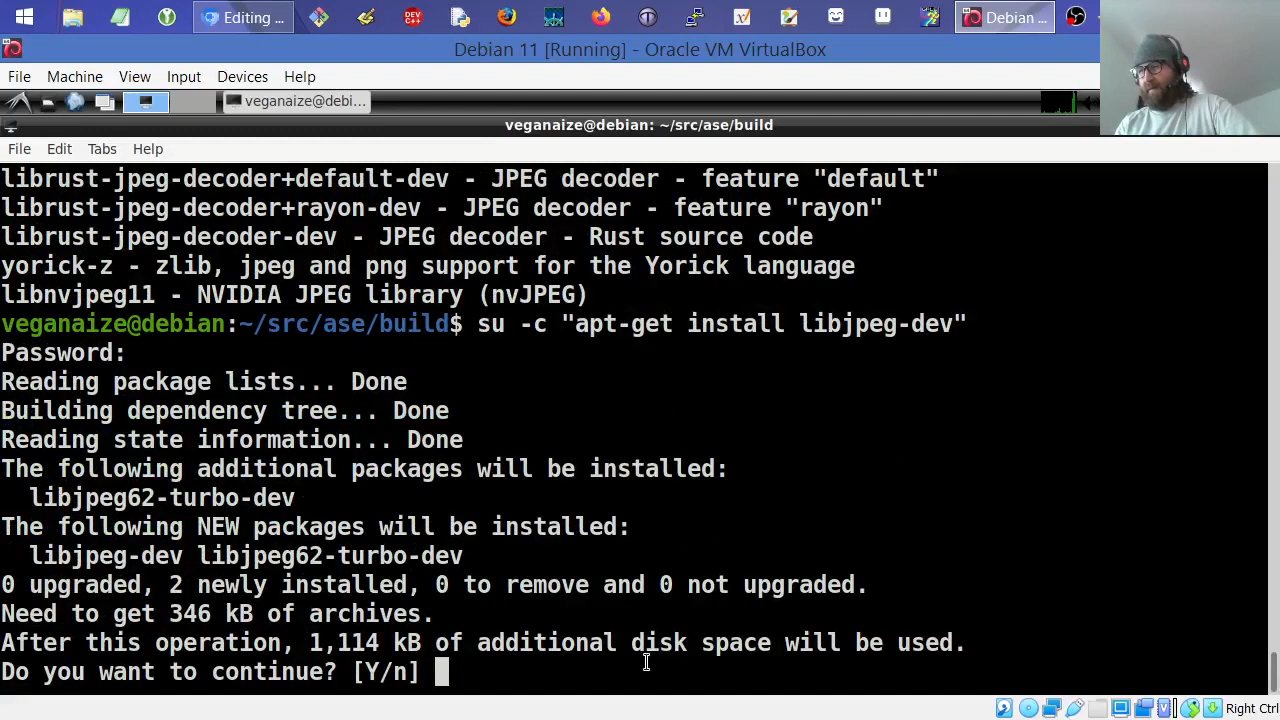 Editing ...
DEV C++
Debian ...
Debian 11 [Running] - Oracle VM VirtualBox
File Machine View Input Devices Help
veganaize@debi...
veganaize@debian: ~/src/ase/build
File Edit Tabs Help
librust-jpeg-decoder+default-dev - JPEG decoder - feature "default"
librust-jpeg-decoder+rayon-dev - JPEG decoder - feature "rayon"
librust-jpeg-decoder-dev - JPEG decoder - Rust source code
yorick-z - zlib, jpeg and png support for the Yorick language
libnvjpeg11 - NVIDIA JPEG library (nvJPEG)
veganaize@debian:~/src/ase/build$ su -c "apt-get install libjpeg-dev"
Password:
Reading package lists... Done
Building dependency tree... Done
Reading state information... Done
The following additional packages will be installed:
libjpeg62-turbo-dev
The following NEW packages will be installed:
libjpeg-dev libjpeg62-turbo-dev
0 upgraded, 2 newly installed, 0 to remove and 0 not upgraded.
Need to get 346 kB of archives.
After this operation, 1,114 kB of additional disk space will be used.
Do you want to continue? [Y/n]
Right Ctrl